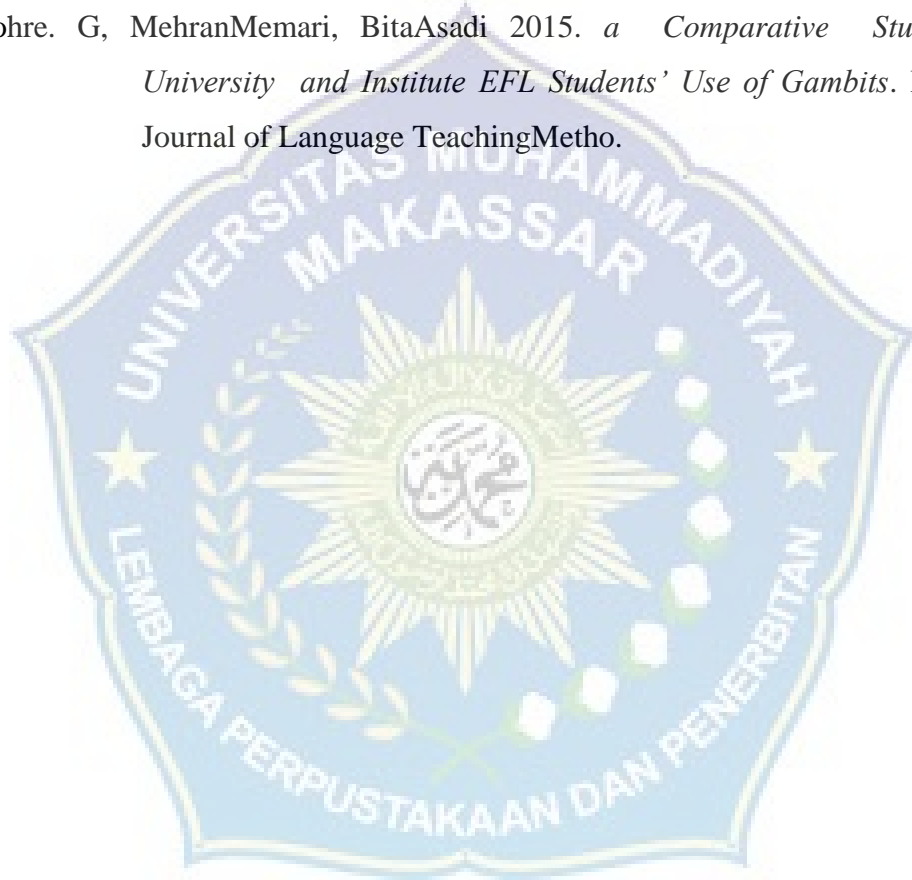 ohre. G, MehranMemari, BitaAsadi 2015. a Comparative Stu
University and Institute EFL Students’ Use of Gambits.
Journal of Language TeachingMetho.
UNIVERSITAS MUHAMMADIYAH
MAKASSAR
LEMBAGA PERPUSTAKAAN DAN PENERBITAN